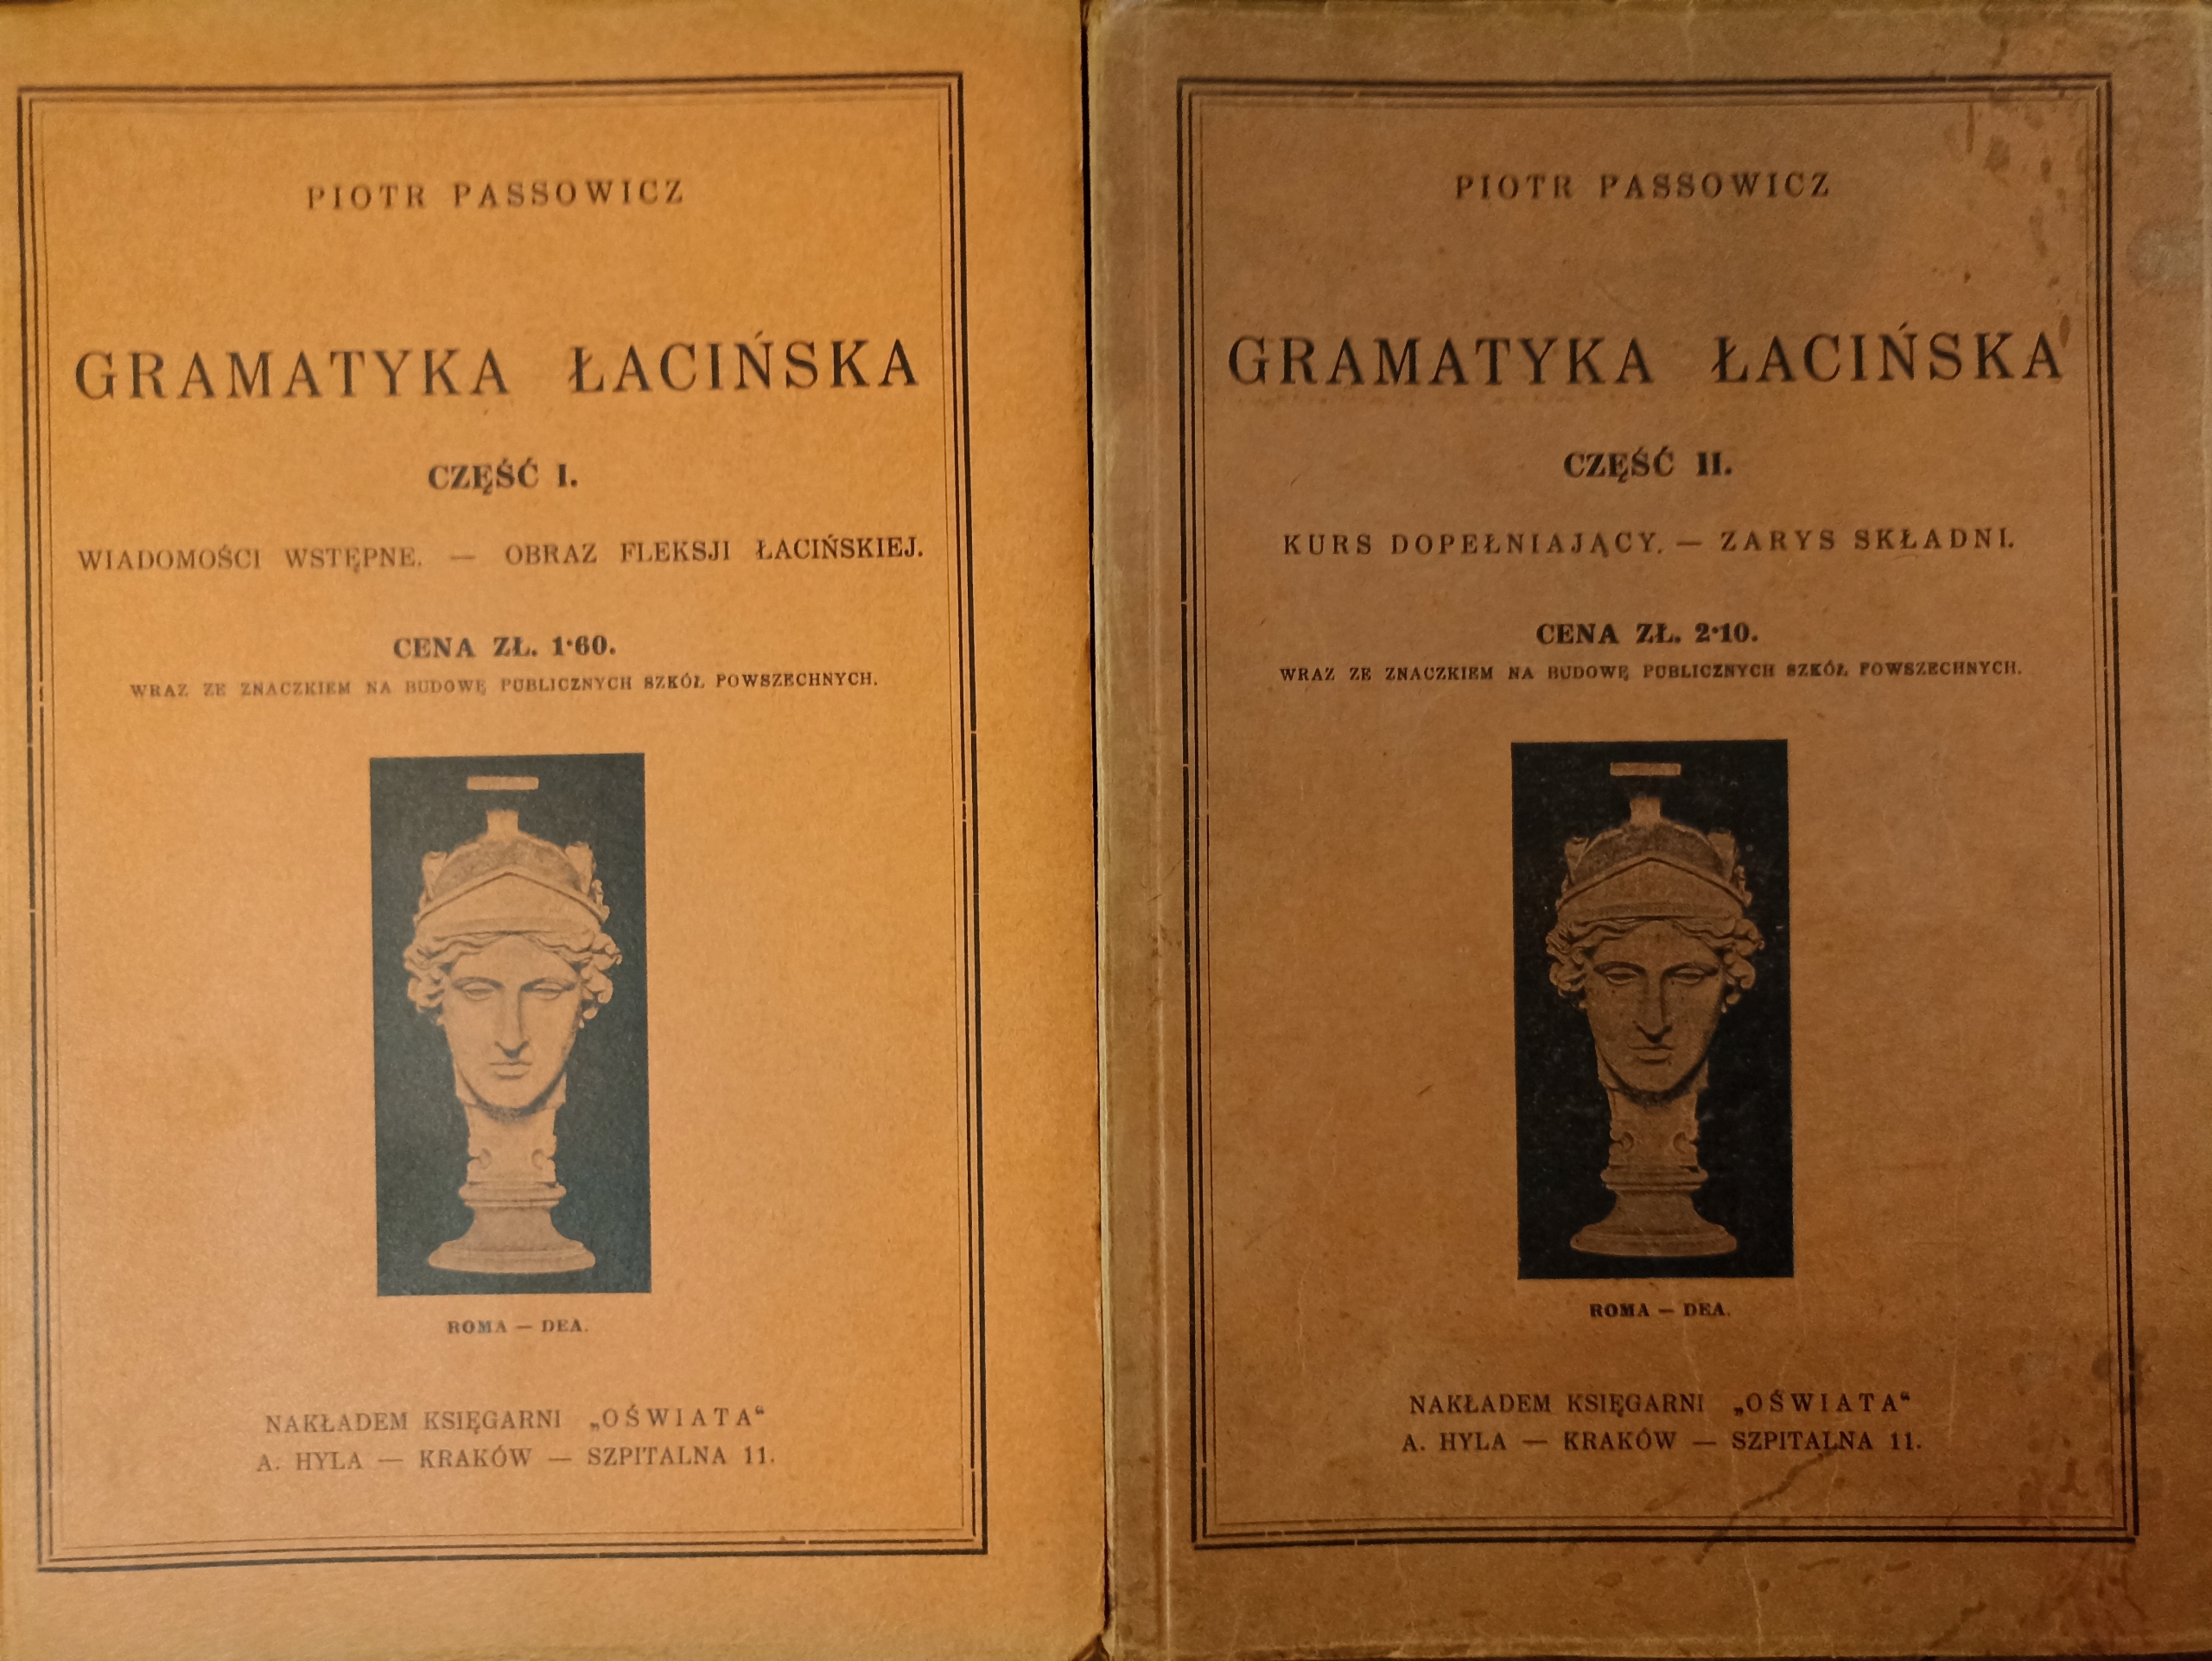 PIOTR PASSOWICZ
GRAMATYKA ŁACIŃSKA
CZĘŚĆ I.
WIADOMOŚCI WSTĘPNE. — OBRAZ FLEKSJI ŁACIŃSKIEJ.
CENA ZŁ. 1·60.
WRAZ ZE ZNACZKIEM NA BUDOWĘ PUBLICZNYCH SZKÓŁ POWSZECHNYCH.
ROMA — DEA.
NAKŁADEM KSIĘGARNI „OŚWIATA“
A. HYLA — KRAKÓW — SZPITALNA 11.
PIOTR PASSOWICZ
GRAMATYKA ŁACIŃSKA
CZĘŚĆ II.
KURS DOPEŁNIAJĄCY. — ZARYS SKŁADNI.
CENA ZŁ. 2·10.
WRAZ ZE ZNACZKIEM NA BUDOWĘ PUBLICZNYCH SZKÓŁ POWSZECHNYCH.
ROMA — DEA.
NAKŁADEM KSIĘGARNI „OŚWIATA“
A. HYLA — KRAKÓW — SZPITALNA 11.